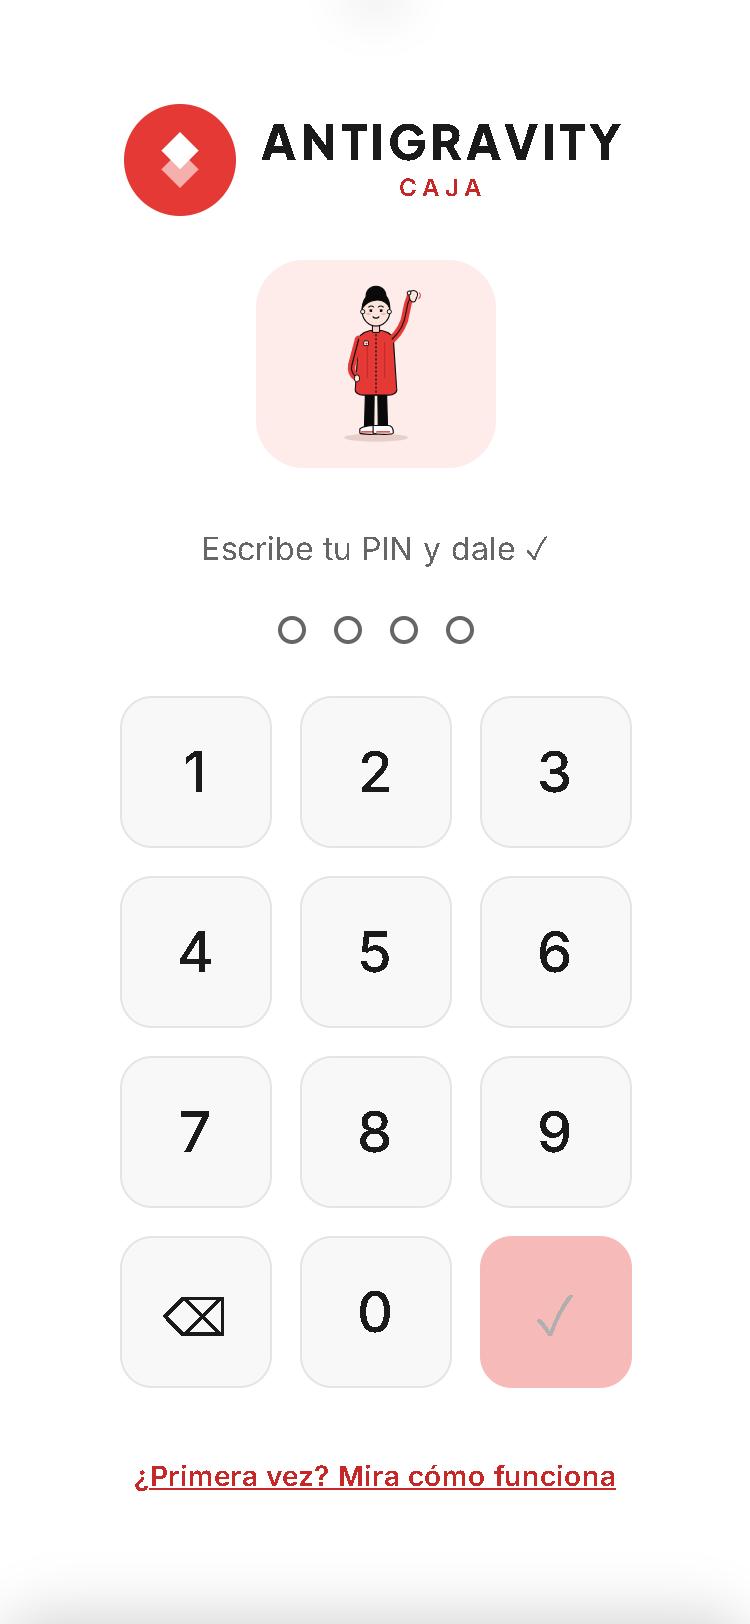 ANTIGRAVITY
CAJA
Escribe tu PIN y dale ✓
1 2 3
4 5 6
7 8 9
⌫ 0 ✓
¿Primera vez? Mira cómo funciona